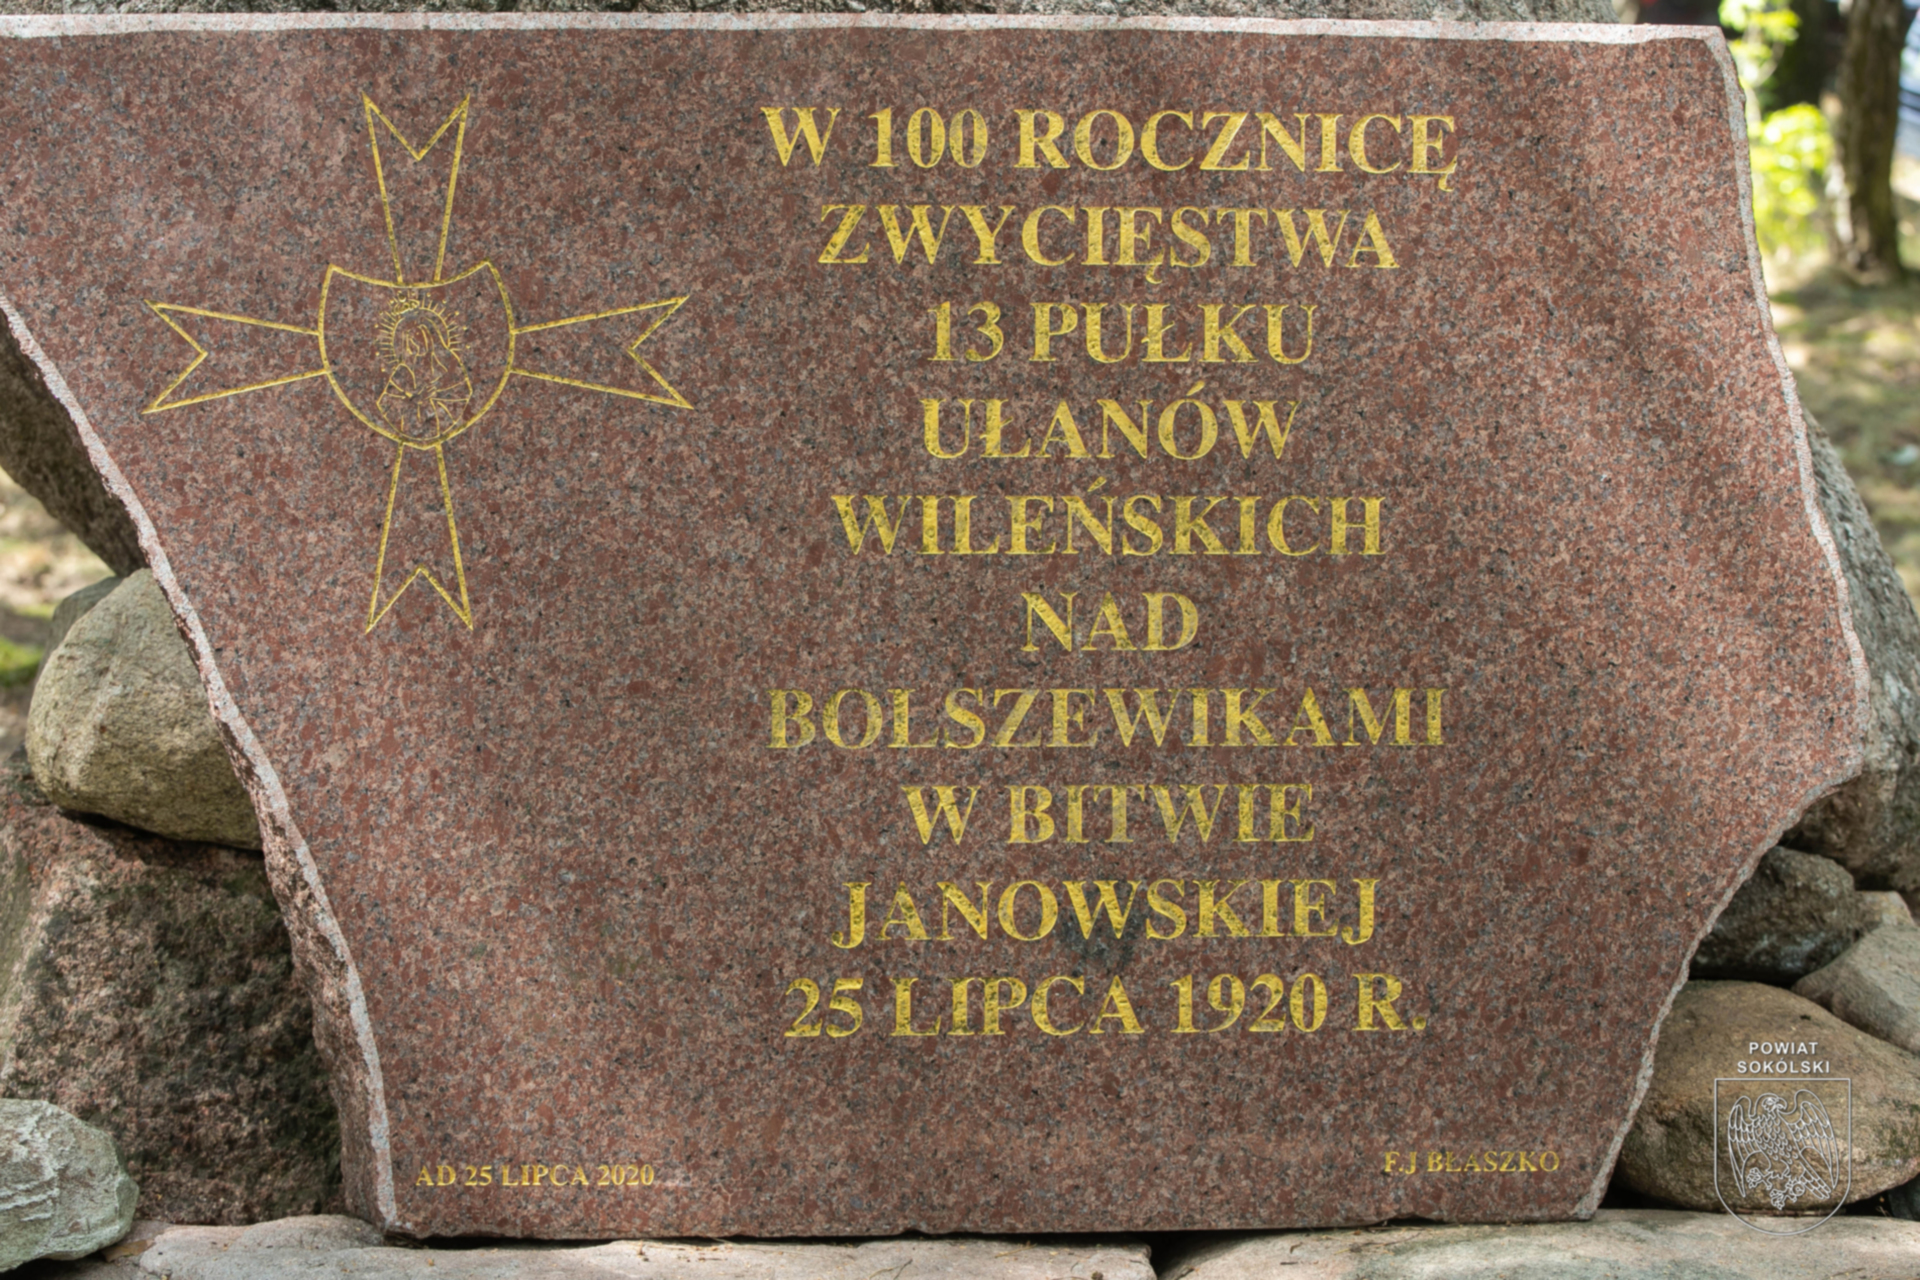 W 100 ROCZNICĘ
ZWYCIĘSTWA
13 PUŁKU
UŁANÓW
WILEŃSKICH
NAD
BOLSZEWIKAMI
W BITWIE
JANOWSKIEJ
25 LIPCA 1920 R.
AD 25 LIPCA 2020
F.J BŁASZKO
POWIAT
SOKÓLSKI